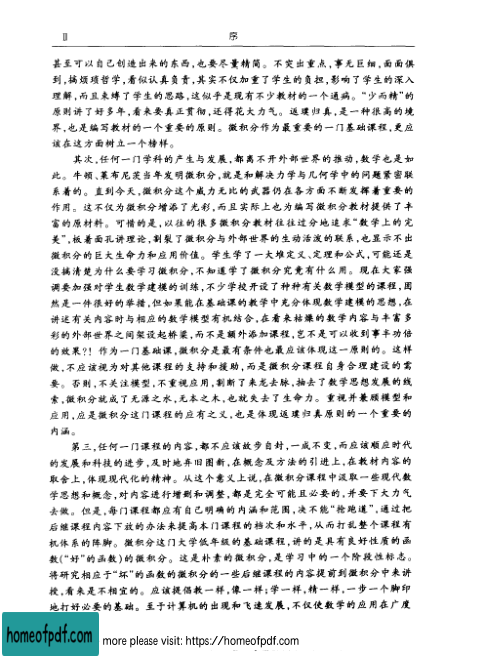 Ⅱ 序
甚至可以自己创造出来的东西,也要尽量精简。不突出重点,事无巨细,面面俱
到,搞烦琐哲学,看似认真负责,其实不仅加重了学生的负担,影响了学生的深入
理解,而且束缚了学生的思路,这似乎是现有不少教材的一个通病。“少而精”的
原则讲了好多年,看来要真正贯彻,还得花大力气。返璞归真,是一种很高的境
界,也是编写教材的一个重要的原则。微积分作为最重要的一门基础课程,更应
该在这方面树立一个榜样。
其次,任何一门学科的产生与发展,都离不开外部世界的推动,数学也是如
此。牛顿、莱布尼茨当年发明微积分,就是和解决力学与几何学中的问题紧密联
系着的。直到今天,微积分这个威力无比的武器仍在各方面不断发挥着重要的
作用。这不仅为微积分增添了光彩,而且实际上也为编写微积分教材提供了丰
富的原材料。可惜的是,以往的很多微积分教材往往过分地追求“数学上的完
美”,板着面孔讲理论,割裂了微积分与外部世界的生动活泼的联系,也显示不出
微积分的巨大生命力和应用价值。学生学了一大堆定义、定理和公式,可能还是
没搞清楚为什么要学习微积分,不知道学了微积分究竟有什么用。现在大家强
调要加强对学生数学建模的训练,不少学校开设了种种有关数学模型的课程,固
然是一件很好的举措,但如果能在基础课的教学中充分体现数学建模的思想,在
讲述有关内容时与相应的数学模型有机结合,在看来枯燥的数学内容与丰富多
彩的外部世界之间架设起桥梁,而不是额外添加课程,岂不是可以收到事半功倍
的效果?!作为一门基础课,微积分是最有条件也最应该体现这一原则的。这样
做,不应该视为对其他课程的支持和援助,而是微积分课程自身合理建设的需
要。否则,不关注模型,不重视应用,割断了来龙去脉,抽去了数学思想发展的线
索,微积分就成了无源之水,无本之木,也就失去了生命力。重视并兼顾模型和
应用,应是微积分这门课程的应有之义,也是体现返璞归真原则的一个重要的
内涵。
第三,任何一门课程的内容,都不应该故步自封,一成不变,而应该顺应时代
的发展和科技的进步,及时地弃旧图新,在概念及方法的引进上,在教材内容的
取舍上,体现现代化的精神。从这个意义上说,在微积分课程中汲取一些现代数
学思想和概念,对内容进行增删和调整,都是完全可能且必要的,并要下大力气
去做。但是,每门课程都应有自己明确的内涵和范围,决不能“抢跑道”,通过把
后继课程内容下放的办法来提高本门课程的档次和水平,从而打乱整个课程有
机体系的阵脚。微积分这门大学低年级的基础课程,讲的是具有良好性质的函
数(“好”的函数)的微积分。这是朴素的微积分,是学习中的一个阶段性标志。
将研究相应于“坏”的函数的微积分的一些后继课程的内容提前到微积分中来讲
授,看来是不相宜的。应该提倡教一样,像一样;学一样,精一样,一步一个脚印
地打好必要的基础。至于计算机的出现和飞速发展,不仅使数学的应用在广度
homeofpdf.com more please visit: https://homeofpdf.com